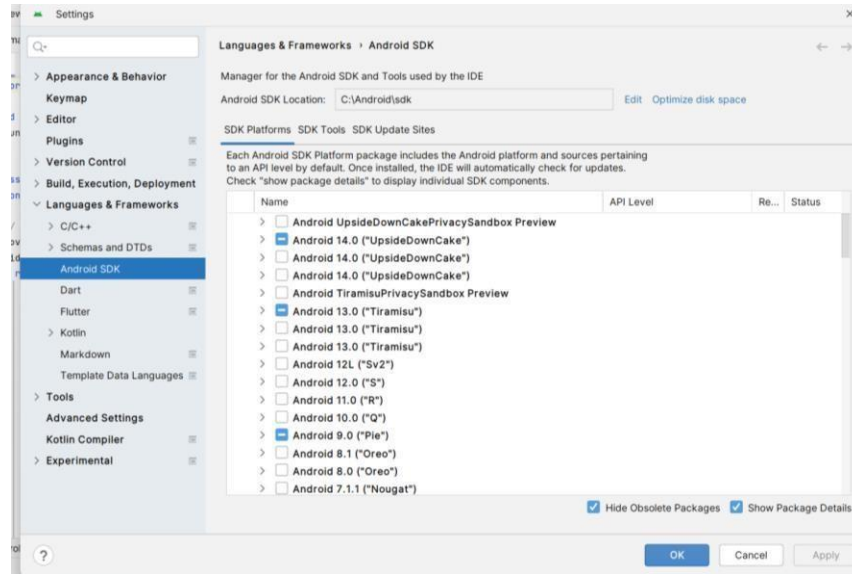 Settings
Languages & Frameworks › Android SDK
Manager for the Android SDK and Tools used by the IDE
Android SDK Location: C:\Android\sdk Edit Optimize disk space
SDK Platforms SDK Tools SDK Update Sites
Each Android SDK Platform package includes the Android platform and sources pertaining
to an API level by default. Once installed, the IDE will automatically check for updates.
Check "show package details" to display individual SDK components.
Name API Level Re... Status
Android UpsideDownCakePrivacySandbox Preview
Android 14.0 ("UpsideDownCake")
Android 14.0 ("UpsideDownCake")
Android 14.0 ("UpsideDownCake")
Android TiramisuPrivacySandbox Preview
Android 13.0 ("Tiramisu")
Android 13.0 ("Tiramisu")
Android 13.0 ("Tiramisu")
Android 12L ("Sv2")
Android 12.0 ("S")
Android 11.0 ("R")
Android 10.0 ("Q")
Android 9.0 ("Pie")
Android 8.1 ("Oreo")
Android 8.0 ("Oreo")
Android 7.1.1 ("Nougat")
Hide Obsolete Packages Show Package Details
Appearance & Behavior
Keymap
Editor
Plugins
Version Control
Build, Execution, Deployment
Languages & Frameworks
C/C++
Schemas and DTDs
Android SDK
Dart
Flutter
Kotlin
Markdown
Template Data Languages
Tools
Advanced Settings
Kotlin Compiler
Experimental
? OK Cancel Apply